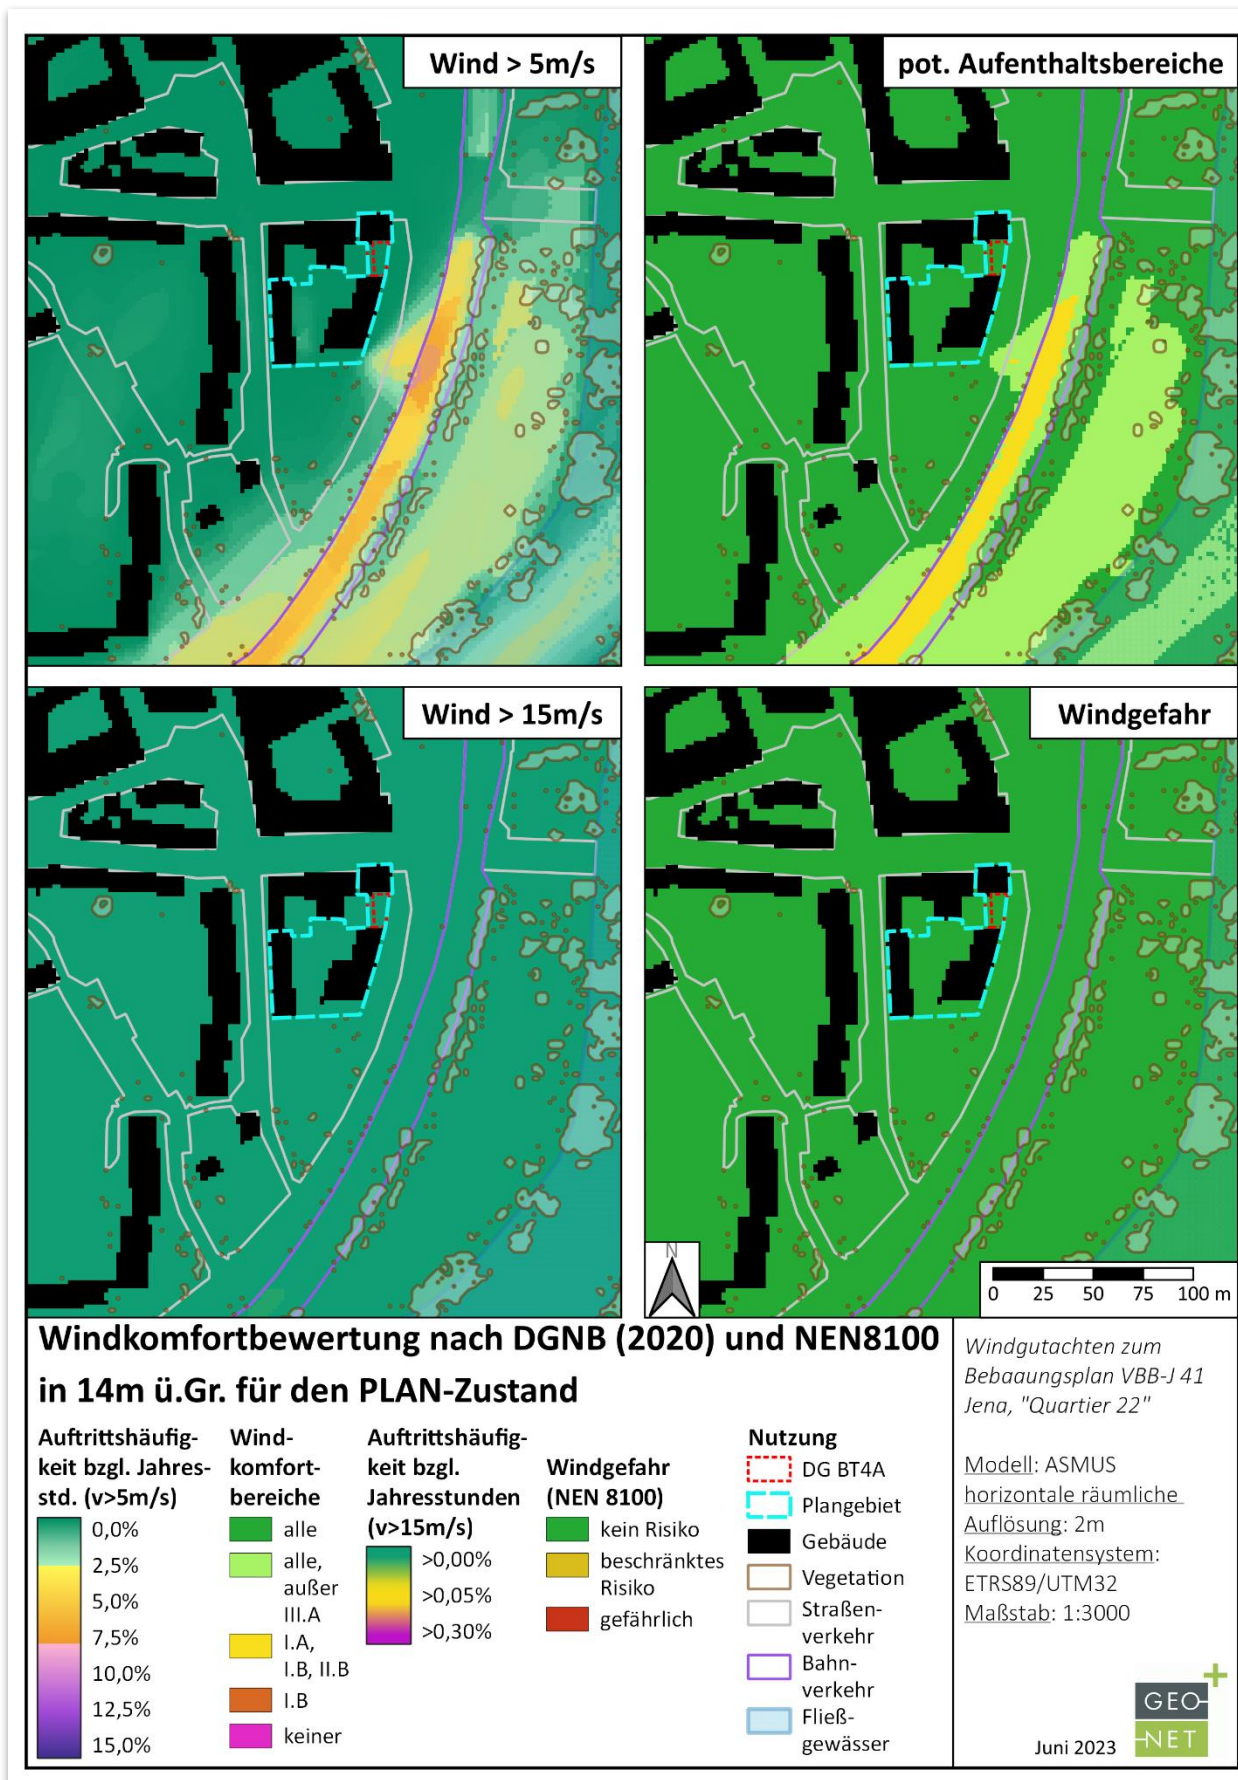 Wind > 5m/s
pot. Aufenthaltsbereiche
Wind > 15m/s
Windgefahr
N
0 25 50 75 100 m
Windkomfortbewertung nach DGNB (2020) und NEN8100
in 14m ü.Gr. für den PLAN-Zustand
Auftrittshäufig-
keit bzgl. Jahres-
std. (v>5m/s)
0,0%
2,5%
5,0%
7,5%
10,0%
12,5%
15,0%
Wind-
komfort-
bereiche
alle
alle,
außer
III.A
I.A,
I.B, II.B
I.B
keiner
Auftrittshäufig-
keit bzgl.
Jahresstunden
(v>15m/s)
>0,00%
>0,05%
>0,30%
Windgefahr
(NEN 8100)
kein Risiko
beschränktes
Risiko
gefährlich
Nutzung
DG BT4A
Plangebiet
Gebäude
Vegetation
Straßen-
verkehr
Bahn-
verkehr
Fließ-
gewässer
Windgutachten zum
Bebaaungsplan VBB-J 41
Jena, "Quartier 22"
Modell: ASMUS
horizontale räumliche
Auflösung: 2m
Koordinatensystem:
ETRS89/UTM32
Maßstab: 1:3000
Juni 2023
GEO-
-NET